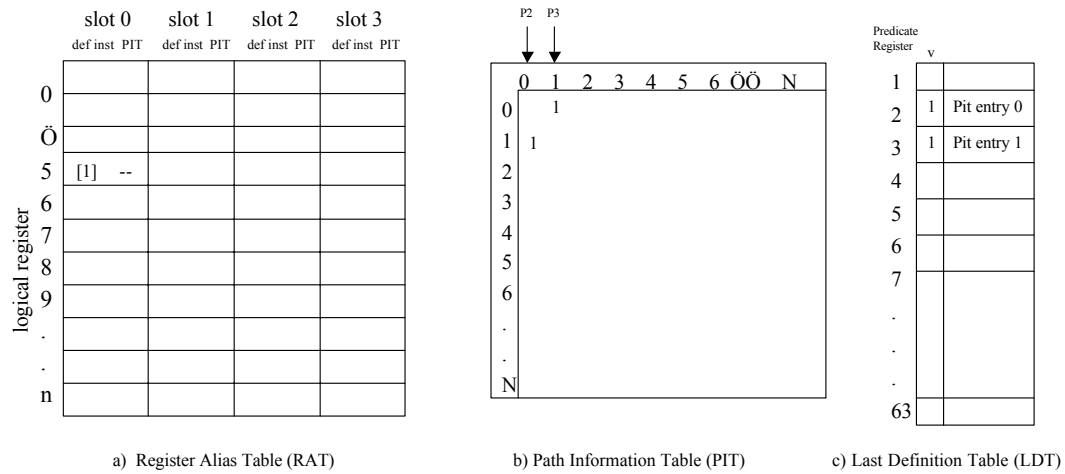 slot 0 slot 1 slot 2 slot 3
def inst PIT def inst PIT def inst PIT def inst PIT
logical register
0
Ö
5 [1] --
6
7
8
9
.
.
n
a) Register Alias Table (RAT)
P2 P3
0 1 2 3 4 5 6 ÖÖ N
0 1
1 1
2
3
4
5
6
.
.
N
b) Path Information Table (PIT)
Predicate
Register v
1
2 1 Pit entry 0
3 1 Pit entry 1
4
5
6
7
.
.
.
63
c) Last Definition Table (LDT)